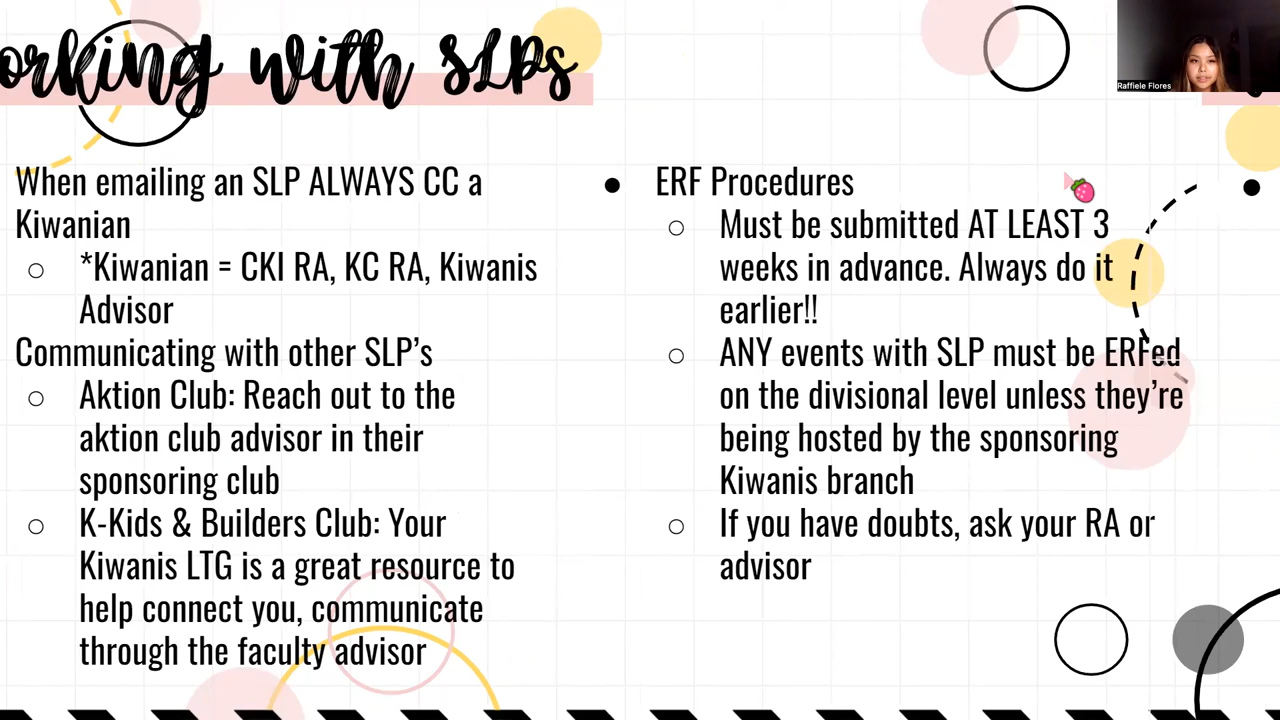 orking with SLPs
Raffiele Flores
When emailing an SLP ALWAYS CC a
Kiwanian
*Kiwanian = CKI RA, KC RA, Kiwanis
Advisor
Communicating with other SLP’s
Aktion Club: Reach out to the
aktion club advisor in their
sponsoring club
K-Kids & Builders Club: Your
Kiwanis LTG is a great resource to
help connect you, communicate
through the faculty advisor
ERF Procedures
Must be submitted AT LEAST 3
weeks in advance. Always do it
earlier!!
ANY events with SLP must be ERFed
on the divisional level unless they’re
being hosted by the sponsoring
Kiwanis branch
If you have doubts, ask your RA or
advisor